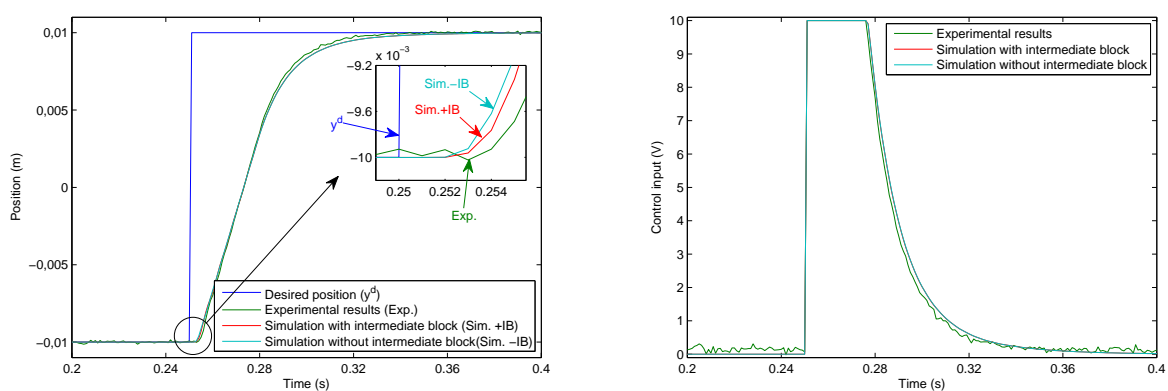 0,01
0,005
0
−0,005
−0,01
Position (m)
0.2
0.24
0.28
0.32
0.36
0.4
Time (s)
x 10⁻³
−9.2
−9.6
−10
0.25
0.252
0.254
Sim.−IB
Sim.+IB
yᵈ
Exp.
Desired position (yᵈ)
Experimental results (Exp.)
Simulation with intermediate block (Sim. +IB)
Simulation without intermediate block(Sim. −IB)
10
9
8
7
6
5
4
3
2
1
0
Control input (V)
0.2
0.24
0.28
0.32
0.36
0.4
Time (s)
Experimental results
Simulation with intermediate block
Simulation without intermediate block